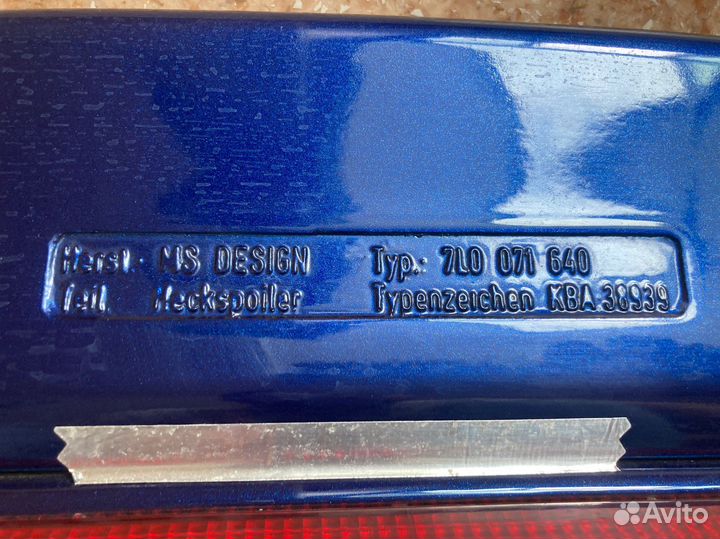 Herst. MS DESIGN Typ.: 7L0 071 640
Teil. Heckspoiler Typenzeichen KBA 38939
Avito